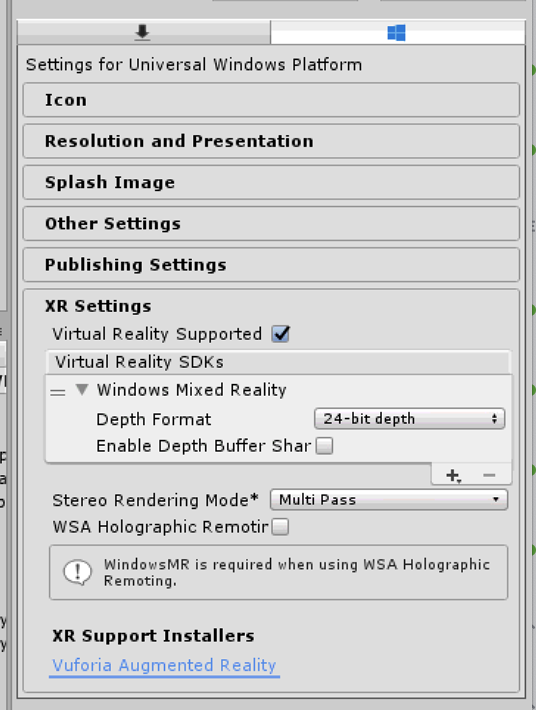 Settings for Universal Windows Platform
Icon
Resolution and Presentation
Splash Image
Other Settings
Publishing Settings
XR Settings
Virtual Reality Supported
Virtual Reality SDKs
Windows Mixed Reality
Depth Format 24-bit depth
Enable Depth Buffer Shar
Stereo Rendering Mode* Multi Pass
WSA Holographic Remotir
WindowsMR is required when using WSA Holographic
Remoting.
XR Support Installers
Vuforia Augmented Reality